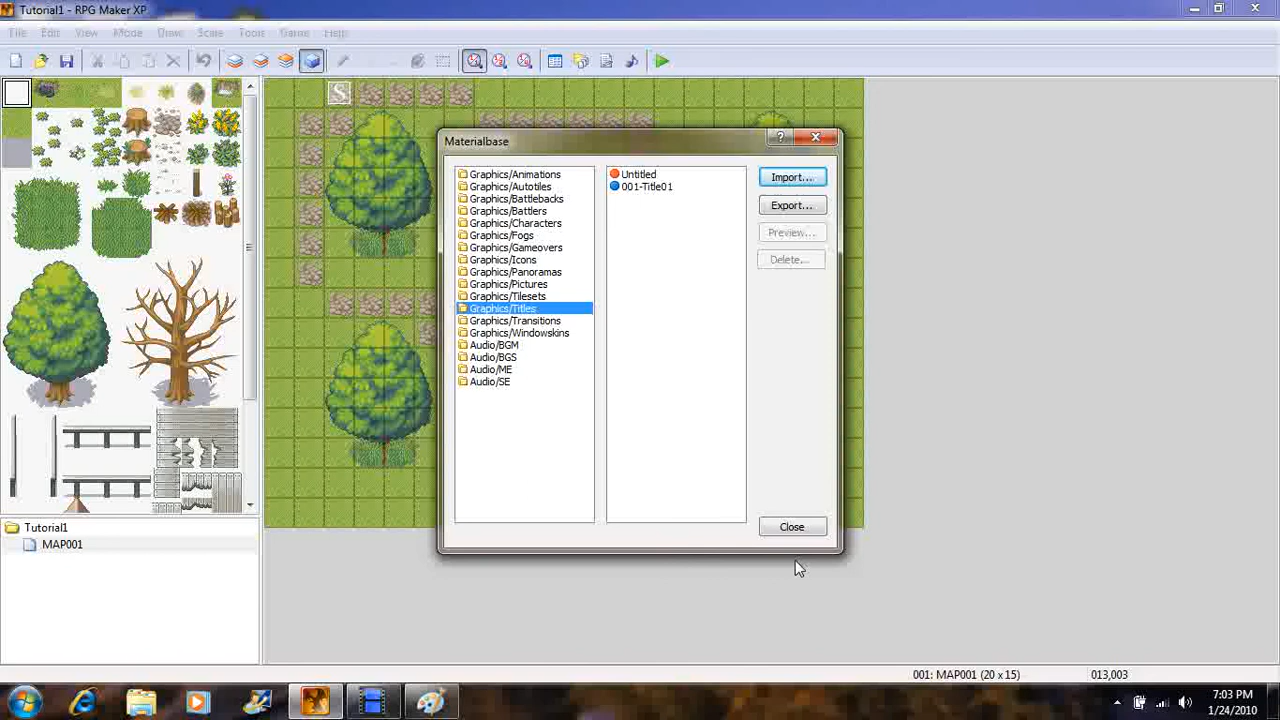 Tutorial1 - RPG Maker XP
File Edit View Mode Draw Scale Tools Game Help
S
Materialbase
Graphics/Animations
Graphics/Autotiles
Graphics/Battlebacks
Graphics/Battlers
Graphics/Characters
Graphics/Fogs
Graphics/Gameovers
Graphics/Icons
Graphics/Panoramas
Graphics/Pictures
Graphics/Tilesets
Graphics/Titles
Graphics/Transitions
Graphics/Windowskins
Audio/BGM
Audio/BGS
Audio/ME
Audio/SE
Untitled
001-Title01
Import...
Export...
Preview...
Delete...
Close
Tutorial1
MAP001
001: MAP001 (20 x 15) 013,003
7:03 PM
1/24/2010